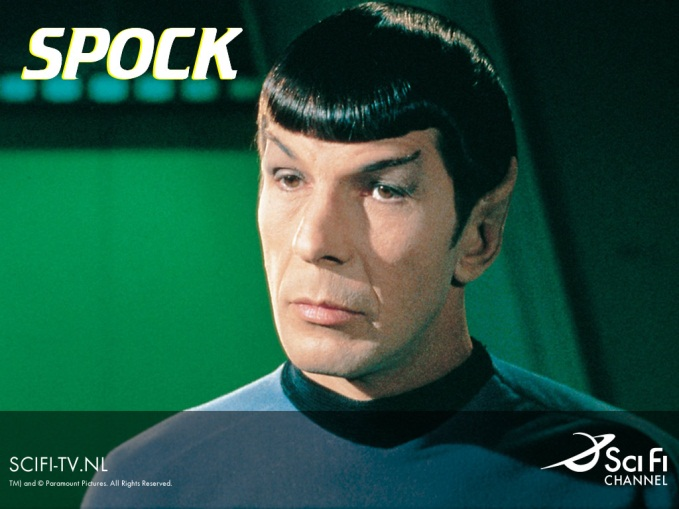 SPOCK
SCIFI-TV.NL
TM) and © Paramount Pictures. All Rights Reserved.
Sci Fi
CHANNEL